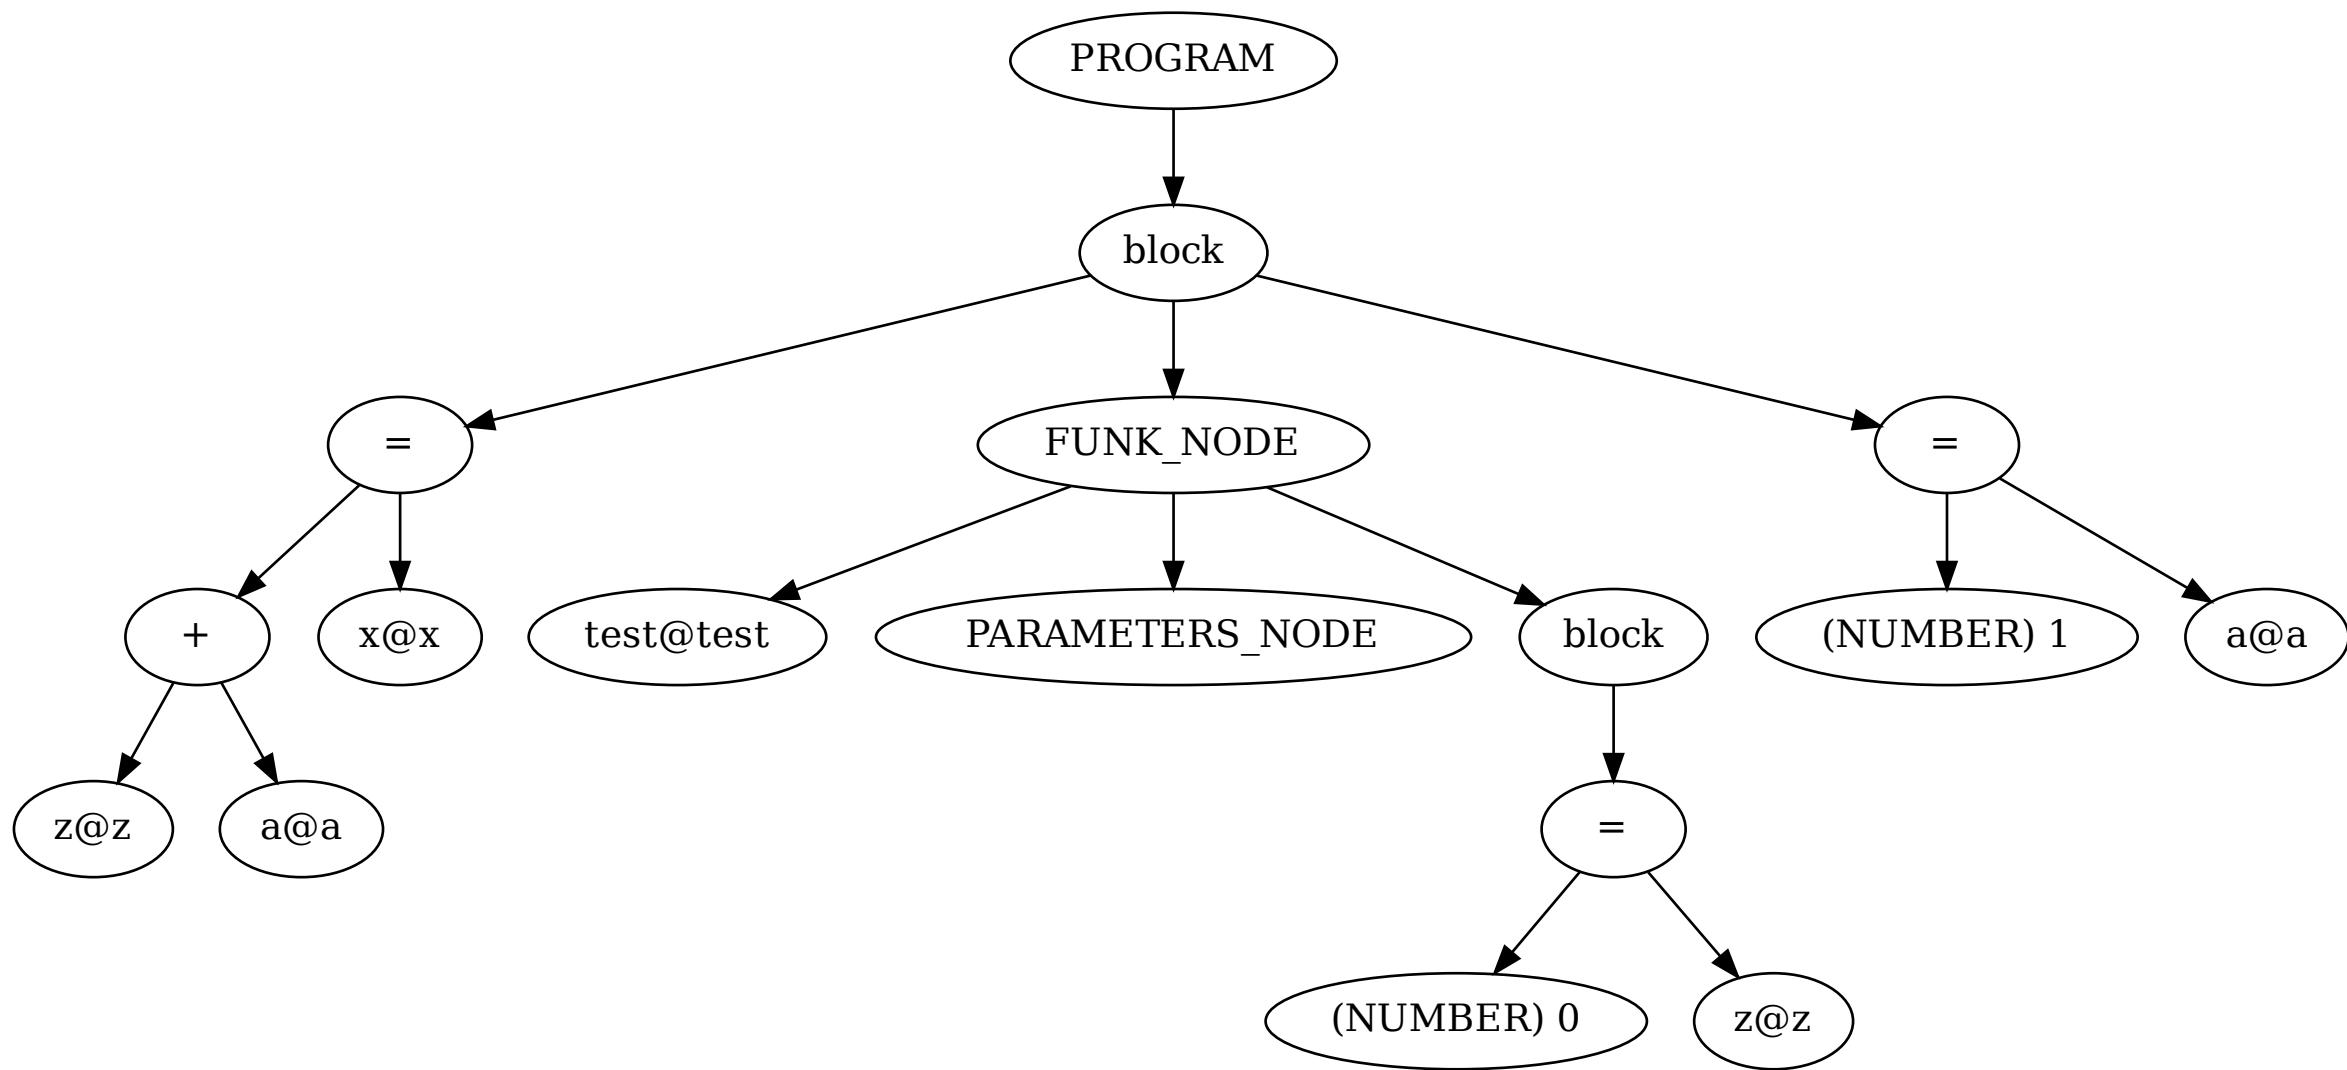 PROGRAM
block
=
FUNK_NODE
=
+
x@x
test@test
PARAMETERS_NODE
block
(NUMBER) 1
a@a
z@z
a@a
=
(NUMBER) 0
z@z